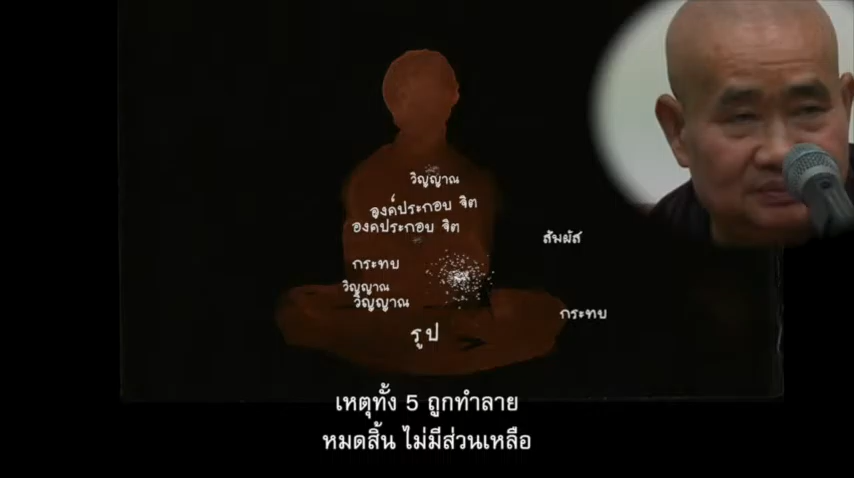 วิญญาณ
องค์ประกอบ จิต
องค์ประกอบ จิต
สัมผัส
กระทบ
วิญญาณ
วิญญาณ
กระทบ
รูป
เหตุทั้ง 5 ถูกทำลาย
หมดสิ้น ไม่มีส่วนเหลือ